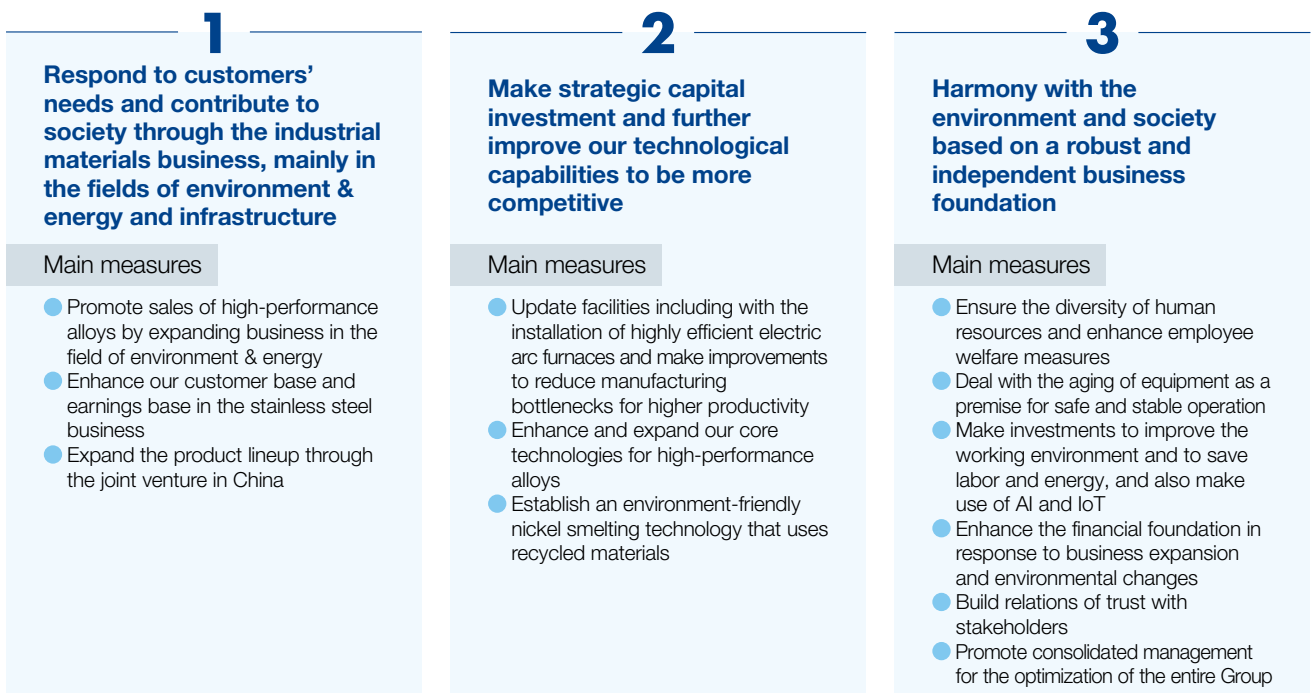 1
Respond to customers’
needs and contribute to
society through the industrial
materials business, mainly in
the fields of environment &
energy and infrastructure
Main measures
Promote sales of high-performance
alloys by expanding business in the
field of environment & energy
Enhance our customer base and
earnings base in the stainless steel
business
Expand the product lineup through
the joint venture in China
2
Make strategic capital
investment and further
improve our technological
capabilities to be more
competitive
Main measures
Update facilities including with the
installation of highly efficient electric
arc furnaces and make improvements
to reduce manufacturing
bottlenecks for higher productivity
Enhance and expand our core
technologies for high-performance
alloys
Establish an environment-friendly
nickel smelting technology that uses
recycled materials
3
Harmony with the
environment and society
based on a robust and
independent business
foundation
Main measures
Ensure the diversity of human
resources and enhance employee
welfare measures
Deal with the aging of equipment as a
premise for safe and stable operation
Make investments to improve the
working environment and to save
labor and energy, and also make
use of AI and IoT
Enhance the financial foundation in
response to business expansion
and environmental changes
Build relations of trust with
stakeholders
Promote consolidated management
for the optimization of the entire Group